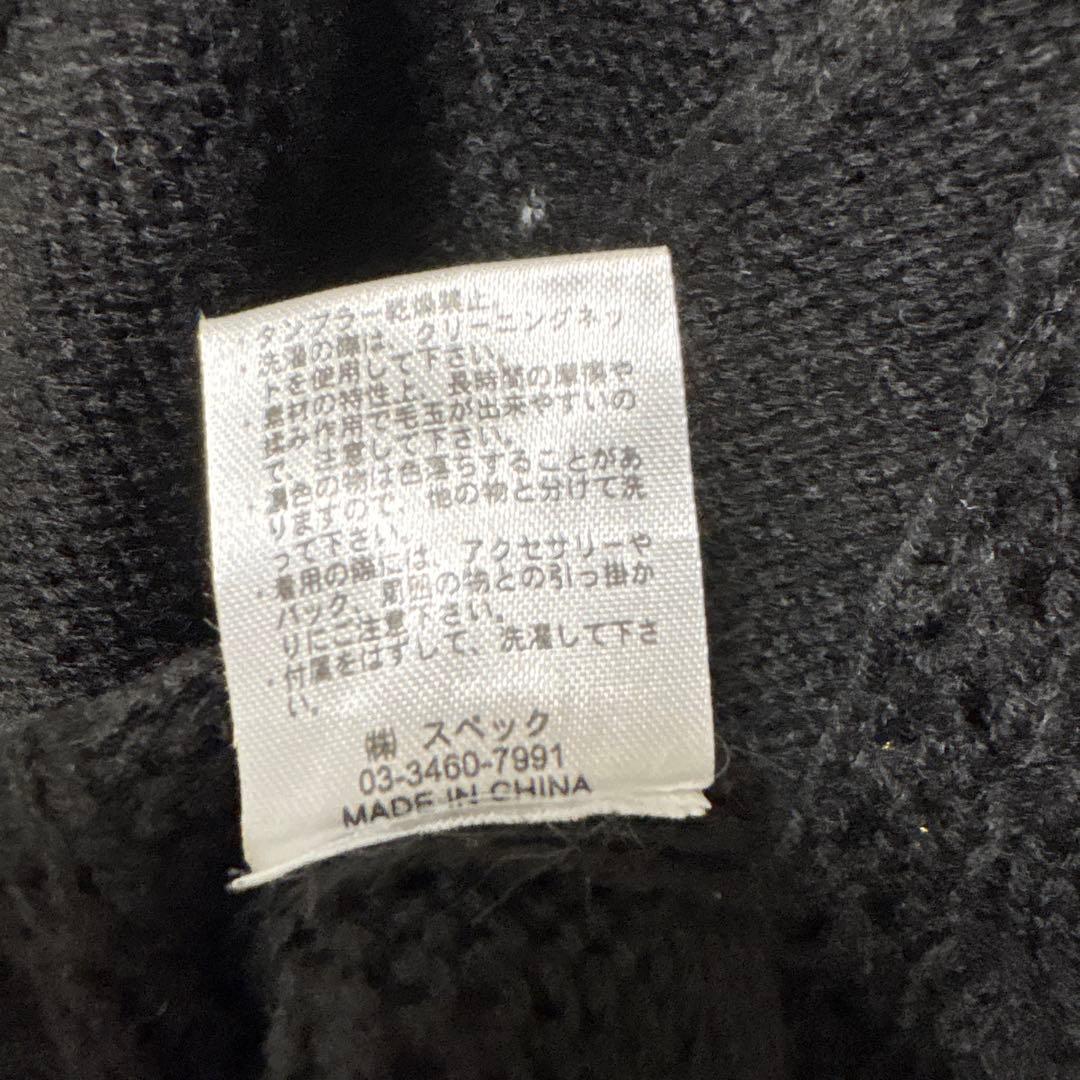 ・タンブラー乾燥禁止。
・洗濯の際は、クリーニングネッ
トを使用して下さい。
・素材の特性上、長時間の摩擦や
揉み作用で毛玉が出来やすいの
で ご注意下さい。
・濃色の物は色落ちすることがあ
りますので、他の物と分けて洗
って下さい。
・着用の際には、アクセサリーや
バック、周囲の物との引っ掛か
りにご注意下さい。
・付属をはずして、洗濯して下さ
い。
㈱ スペック
03-3460-7991
MADE IN CHINA